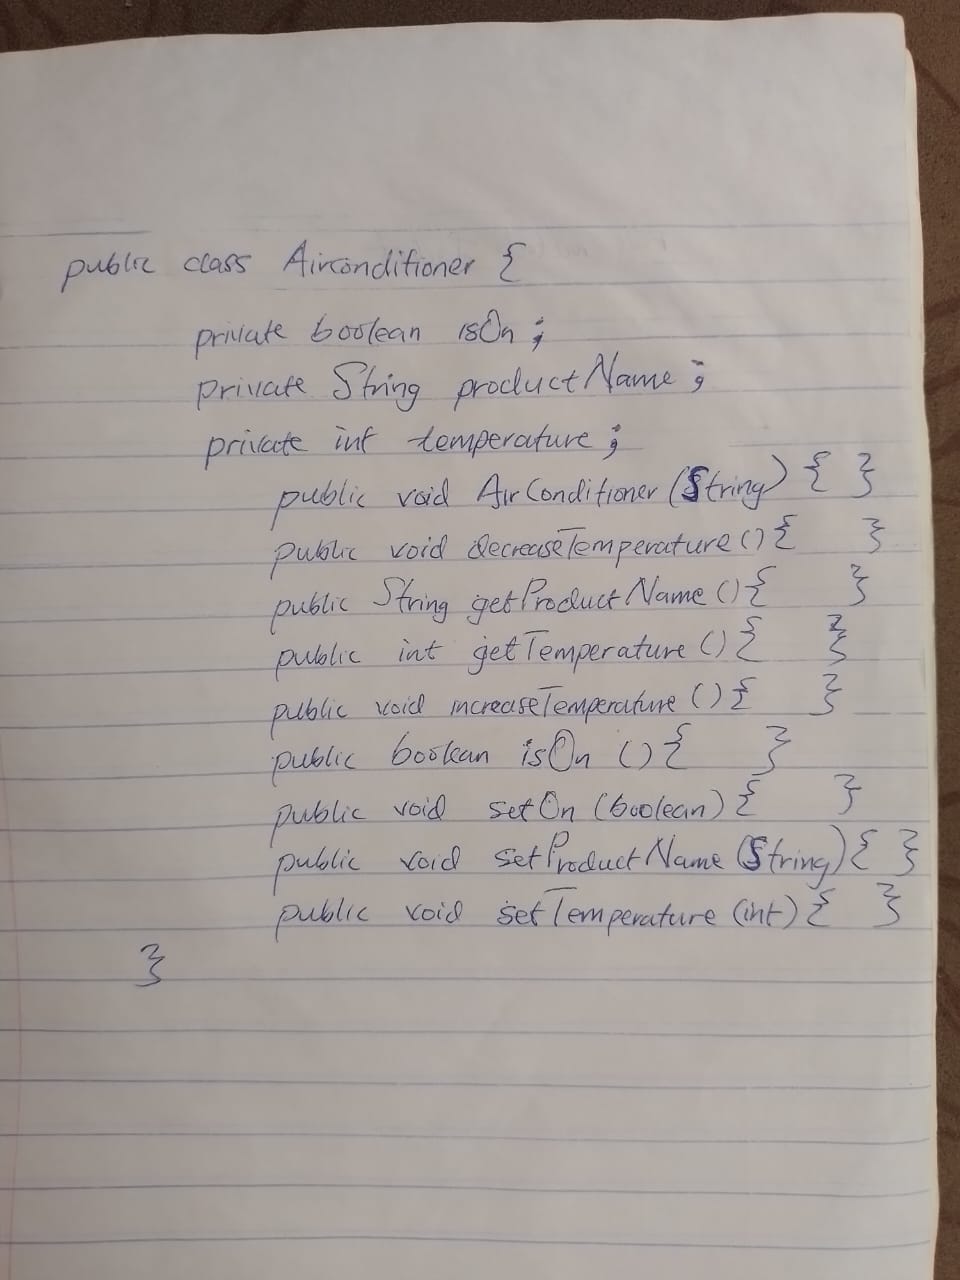 public class Airconditioner {
private boolean isOn ;
private String productName ;
private int temperature ;
public void AirConditioner (String) { }
public void decreaseTemperature () { }
public String getProductName () { }
public int getTemperature () { }
public void increaseTemperature () { }
public boolean isOn () { }
public void setOn (boolean) { }
public void setProductName (String) { }
public void setTemperature (int) { }
}